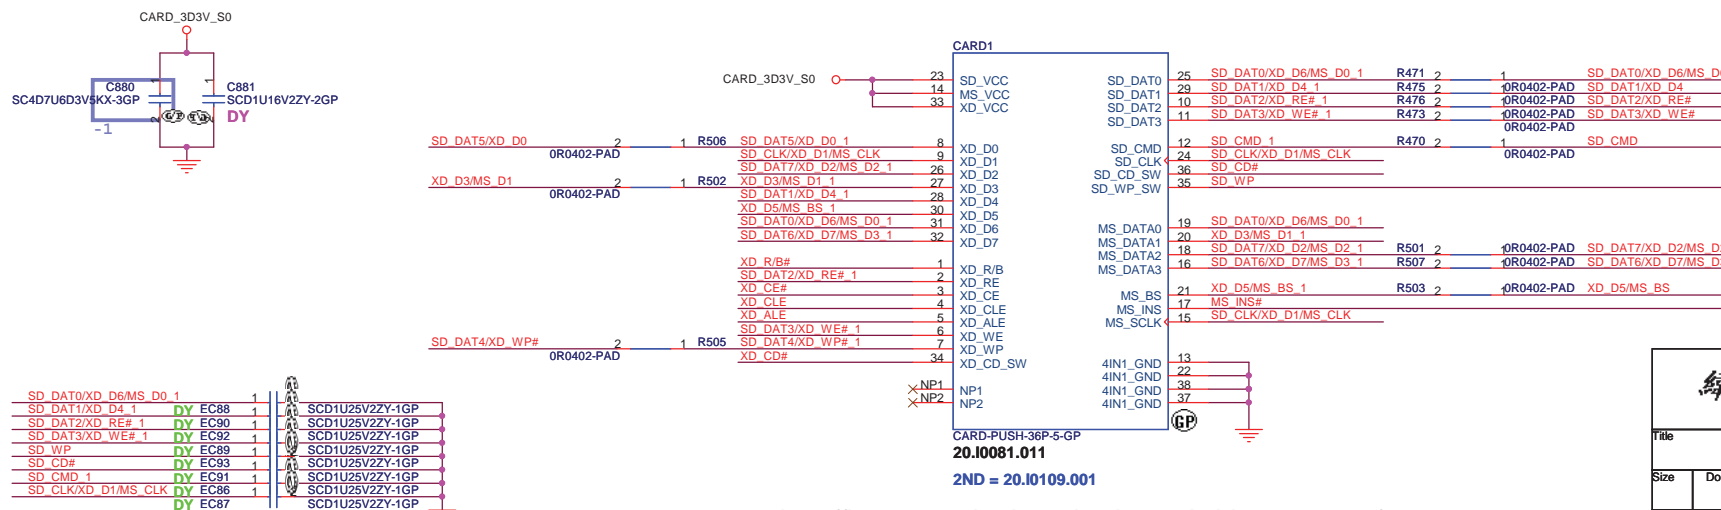 CARD_3D3V_S0
1
1
C880
C881
SC4D7U6D3V5KX-3GP
SCD1U16V2ZY-2GP
2
2
DY
-1
CARD1
CARD_3D3V_S0
23 SD_VCC
14 MS_VCC
33 XD_VCC
SD_DAT5/XD_D0 2 1 R506 SD_DAT5/XD_D0_1 8 XD_D0
0R0402-PAD
SD_CLK/XD_D1/MS_CLK 9 XD_D1
SD_DAT7/XD_D2/MS_D2_1 26 XD_D2
XD_D3/MS_D1 2 1 R502 XD_D3/MS_D1_1 27 XD_D3
0R0402-PAD
SD_DAT1/XD_D4_1 28 XD_D4
XD_D5/MS_BS_1 30 XD_D5
SD_DAT0/XD_D6/MS_D0_1 31 XD_D6
SD_DAT6/XD_D7/MS_D3_1 32 XD_D7
XD_R/B# 1 XD_R/B
SD_DAT2/XD_RE#_1 2 XD_RE
XD_CE# 3 XD_CE
XD_CLE 4 XD_CLE
XD_ALE 5 XD_ALE
SD_DAT3/XD_WE#_1 6 XD_WE
SD_DAT4/XD_WP# 2 1 R505 SD_DAT4/XD_WP#_1 7 XD_WP
0R0402-PAD
XD_CD# 34 XD_CD_SW
NP1 NP1
NP2 NP2
SD_DAT0 25 SD_DAT0/XD_D6/MS_D0_1 R471 2 1 SD_DAT0/XD_D6/MS_D
SD_DAT1 29 SD_DAT1/XD_D4_1 R475 2 1 0R0402-PAD SD_DAT1/XD_D4
SD_DAT2 10 SD_DAT2/XD_RE#_1 R476 2 1 0R0402-PAD SD_DAT2/XD_RE#
SD_DAT3 11 SD_DAT3/XD_WE#_1 R473 2 1 0R0402-PAD SD_DAT3/XD_WE#
0R0402-PAD
SD_CMD 12 SD_CMD_1 R470 2 1 SD_CMD
0R0402-PAD
SD_CLK 24 SD_CLK/XD_D1/MS_CLK
SD_CD_SW 36 SD_CD#
SD_WP_SW 35 SD_WP
MS_DATA0 19 SD_DAT0/XD_D6/MS_D0_1
MS_DATA1 20 XD_D3/MS_D1_1
MS_DATA2 18 SD_DAT7/XD_D2/MS_D2_1 R501 2 1 0R0402-PAD SD_DAT7/XD_D2/MS_D
MS_DATA3 16 SD_DAT6/XD_D7/MS_D3_1 R507 2 1 0R0402-PAD SD_DAT6/XD_D7/MS_D
MS_BS 21 XD_D5/MS_BS_1 R503 2 1 0R0402-PAD XD_D5/MS_BS
MS_INS 17 MS_INS#
MS_SCLK 15 SD_CLK/XD_D1/MS_CLK
4IN1_GND 13
4IN1_GND 22
4IN1_GND 38
4IN1_GND 37
GP
CARD-PUSH-36P-5-GP
20.I0081.011
2ND = 20.I0109.001
SD_DAT0/XD_D6/MS_D0_1 1
SD_DAT1/XD_D4_1 DY EC88 1 SCD1U25V2ZY-1GP
SD_DAT2/XD_RE#_1 DY EC90 1 SCD1U25V2ZY-1GP
SD_DAT3/XD_WE#_1 DY EC92 1 SCD1U25V2ZY-1GP
SD_WP DY EC89 1 SCD1U25V2ZY-1GP
SD_CD# DY EC93 1 SCD1U25V2ZY-1GP
SD_CMD_1 DY EC91 1 SCD1U25V2ZY-1GP
SD_CLK/XD_D1/MS_CLK DY EC86 1 SCD1U25V2ZY-1GP
DY EC87 SCD1U25V2ZY-1GP
Title
Size Do